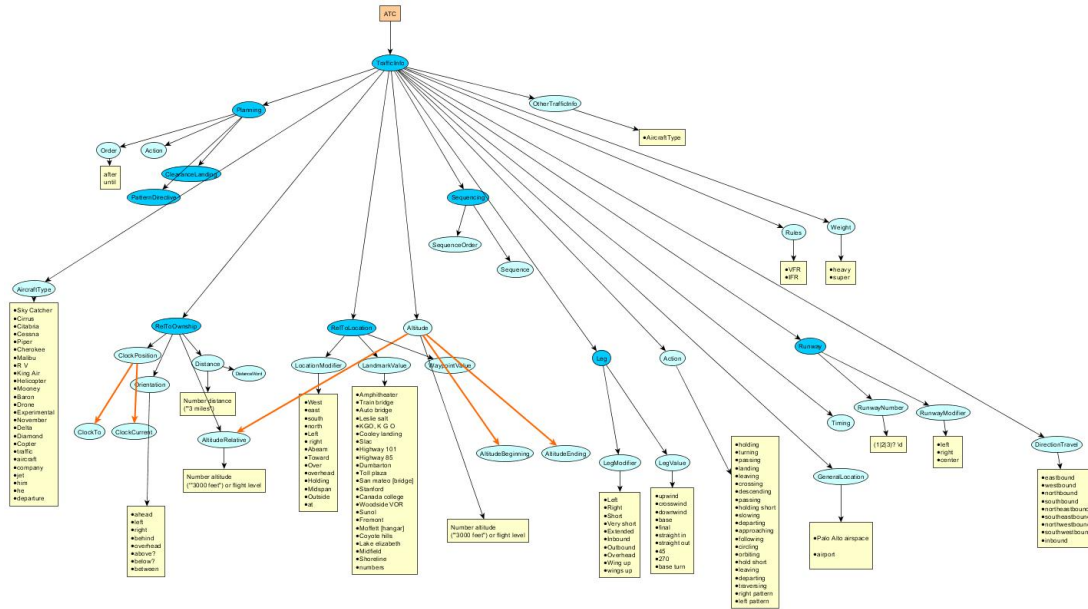 ATC
TrafficInfo
OtherTrafficInfo
●AircraftType
Planning
Order
Action
after
until
ClearanceLanding
PatternDirective
Sequencing
SequenceOrder
Sequence
Rules
●VFR
●IFR
Weight
●heavy
●super
AircraftType
●Sky Catcher
●Cirrus
●Citabria
●Cessna
●Piper
●Cherokee
●Malibu
●R V
●King Air
●Helicopter
●Mooney
●Baron
●Drone
●Experimental
●November
●Delta
●Diamond
●Copter
●traffic
●aircraft
●company
●jet
●him
●he
●departure
RelToOwnship
ClockPosition
Orientation
Distance
DistanceWord
Number distance
("3 miles")
ClockTo
ClockCurrent
AltitudeRelative
Number altitude
("3000 feet") or flight level
●ahead
●left
●right
●behind
●overhead
●above?
●below?
●between
RelToLocation
LocationModifier
LandmarkValue
WaypointValue
●West
●east
●south
●north
●Left
● right
●Abeam
●Toward
●Over
●overhead
●Holding
●Midspan
●Outside
●at
●Amphitheater
●Train bridge
●Auto bridge
●Leslie salt
●KGO, K G O
●Cooley landing
●Slac
●Highway 101
●Highway 85
●Dumbarton
●Toll plaza
●San mateo [bridge]
●Stanford
●Canada college
●Woodside VOR
●Sunol
●Fremont
●Moffett [hangar]
●Coyote hills
●Lake elizabeth
●Midfield
●Shoreline
●numbers
Altitude
AltitudeBeginning
AltitudeEnding
Number altitude
("3000 feet") or flight level
Leg
LegModifier
LegValue
●Left
●Right
●Short
●Very short
●Extended
●Inbound
●Outbound
●Overhead
●Wing up
●wings up
●upwind
●crosswind
●downwind
●base
●final
●straight in
●straight out
●45
●270
●base turn
Action
●holding
●turning
●passing
●landing
●leaving
●crossing
●descending
●passing
●holding short
●slowing
●departing
●approaching
●following
●circling
●orbiting
●hold short
●leaving
●departing
●traversing
●right pattern
●left pattern
GeneralLocation
●Palo Alto airspace
●airport
Timing
Runway
RunwayNumber
RunwayModifier
(1|2|3)? \d
●left
●right
●center
DirectionTravel
●eastbound
●westbound
●northbound
●southbound
●northeastbound
●southeastbound
●northwestbound
●southwestbound
●inbound